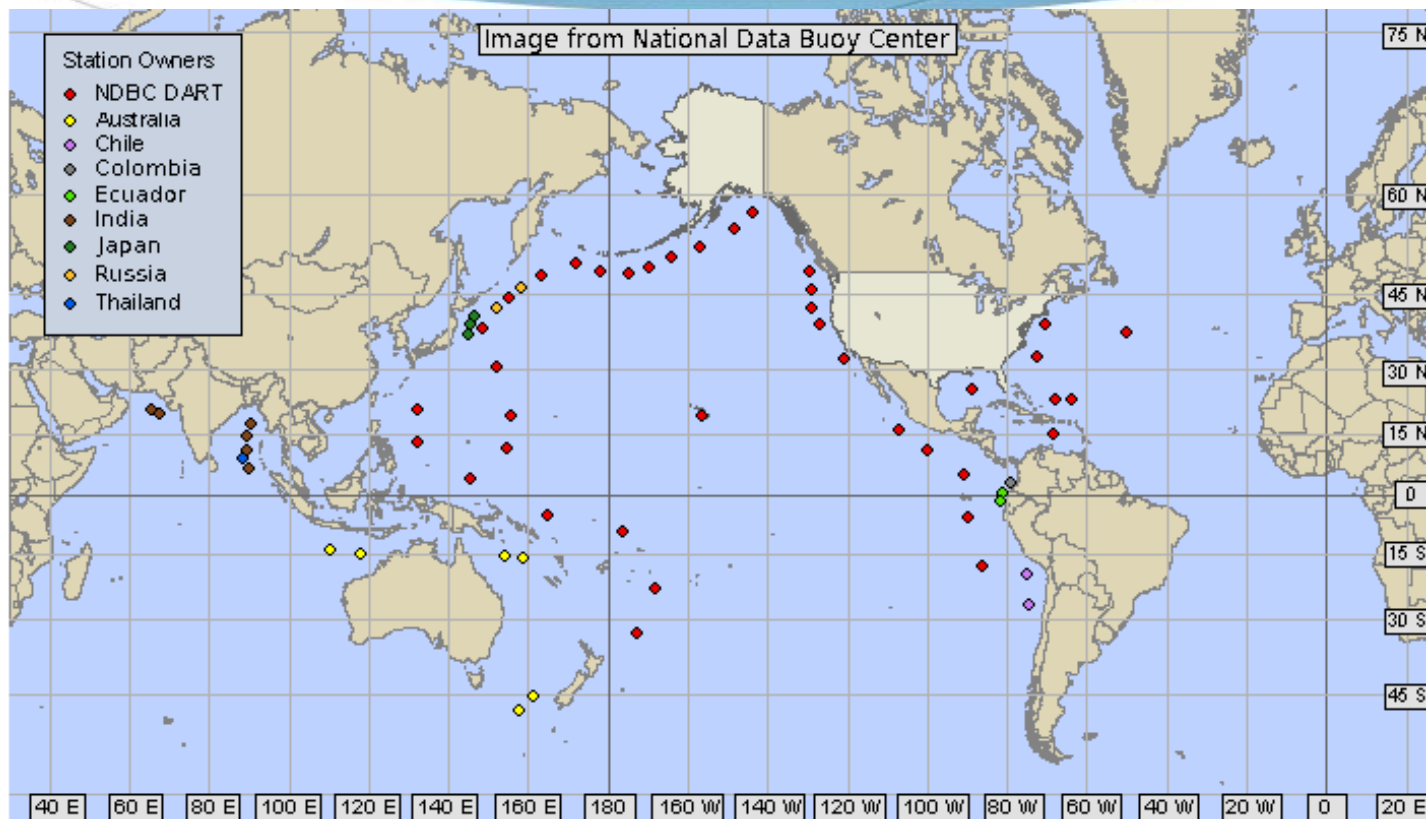 Image from National Data Buoy Center
Station Owners
NDBC DART
Australia
Chile
Colombia
Ecuador
India
Japan
Russia
Thailand
75 N
60 N
45 N
30 N
15 N
0
15 S
30 S
45 S
40 E 60 E 80 E 100 E 120 E 140 E 160 E 180 160 W 140 W 120 W 100 W 80 W 60 W 40 W 20 W 0 20 E